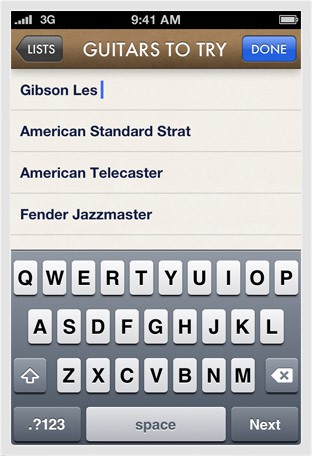 3G 9:41 AM
LISTS GUITARS TO TRY DONE
Gibson Les
American Standard Strat
American Telecaster
Fender Jazzmaster
Q W E R T Y U I O P
A S D F G H J K L
Z X C V B N M
.?123 space Next